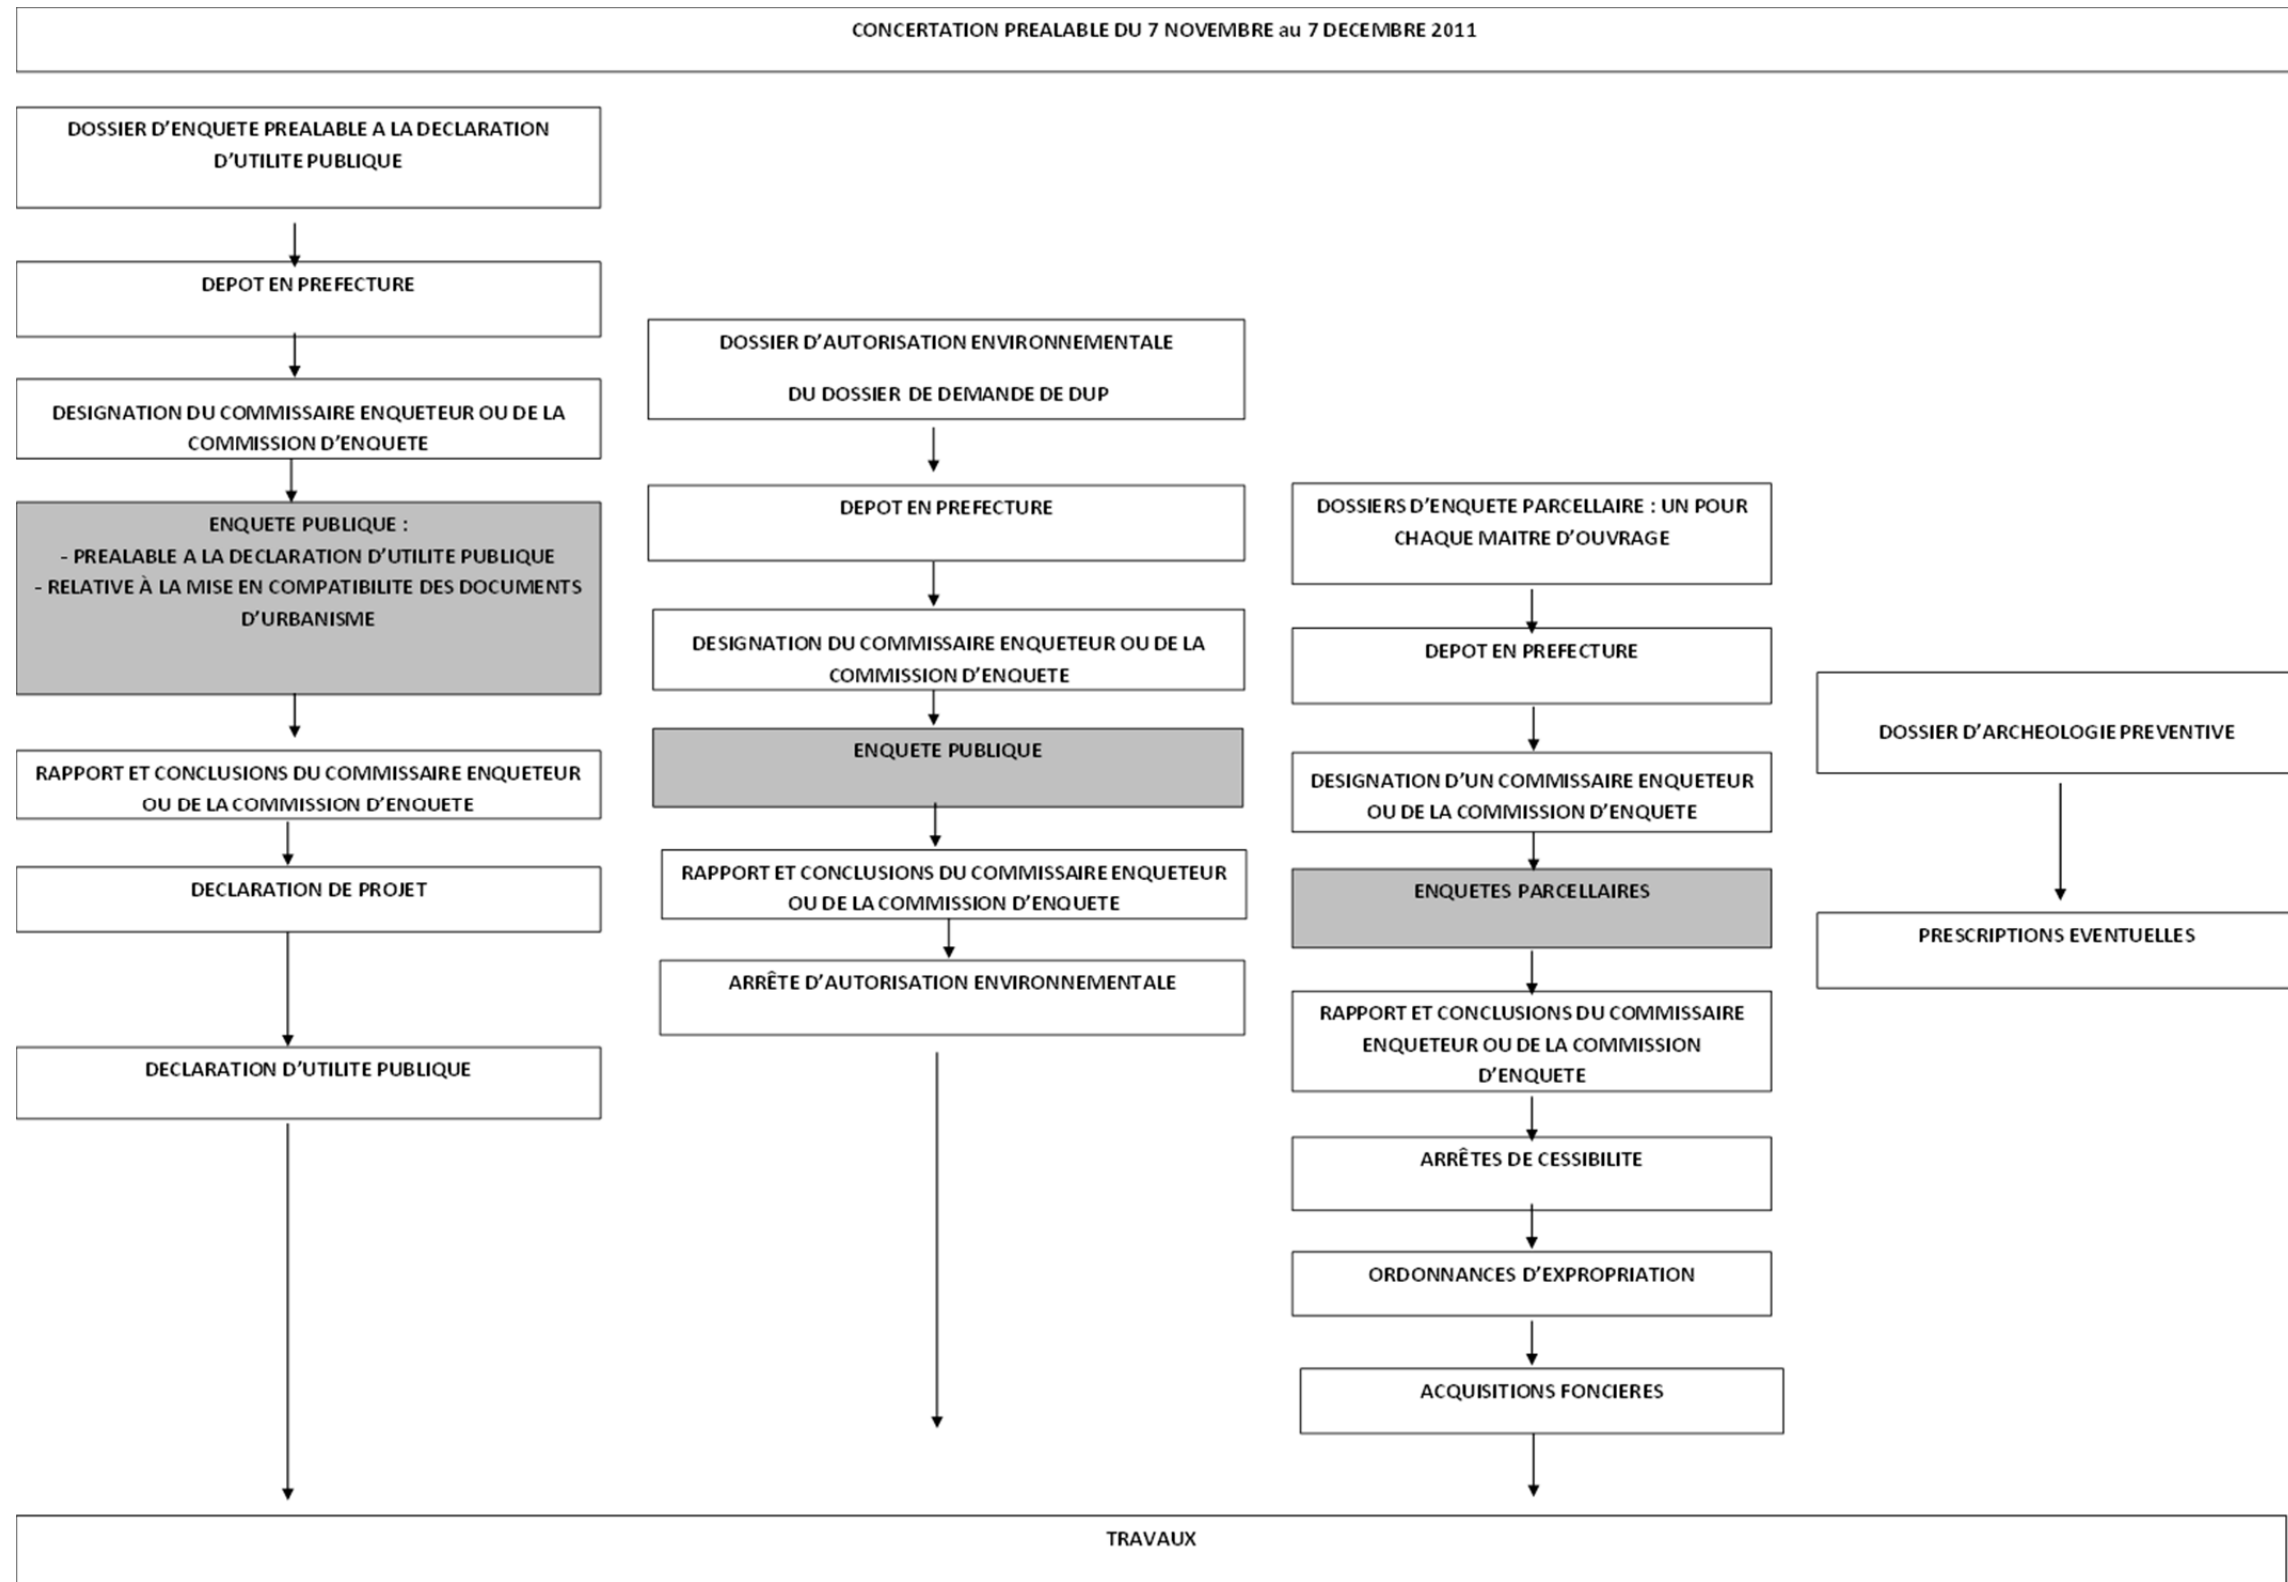 CONCERTATION PREALABLE DU 7 NOVEMBRE au 7 DECEMBRE 2011
DOSSIER D'ENQUETE PREALABLE A LA DECLARATION
D'UTILITE PUBLIQUE
DEPOT EN PREFECTURE
DESIGNATION DU COMMISSAIRE ENQUETEUR OU DE LA
COMMISSION D'ENQUETE
ENQUETE PUBLIQUE :
- PREALABLE A LA DECLARATION D'UTILITE PUBLIQUE
- RELATIVE À LA MISE EN COMPATIBILITE DES DOCUMENTS
D'URBANISME
RAPPORT ET CONCLUSIONS DU COMMISSAIRE ENQUETEUR
OU DE LA COMMISSION D'ENQUETE
DECLARATION DE PROJET
DECLARATION D'UTILITE PUBLIQUE
DOSSIER D'AUTORISATION ENVIRONNEMENTALE
DU DOSSIER DE DEMANDE DE DUP
DEPOT EN PREFECTURE
DESIGNATION DU COMMISSAIRE ENQUETEUR OU DE LA
COMMISSION D'ENQUETE
ENQUETE PUBLIQUE
RAPPORT ET CONCLUSIONS DU COMMISSAIRE ENQUETEUR
OU DE LA COMMISSION D'ENQUETE
ARRÊTE D'AUTORISATION ENVIRONNEMENTALE
DOSSIERS D'ENQUETE PARCELLAIRE : UN POUR
CHAQUE MAITRE D'OUVRAGE
DEPOT EN PREFECTURE
DESIGNATION D'UN COMMISSAIRE ENQUETEUR
OU DE LA COMMISSION D'ENQUETE
ENQUETES PARCELLAIRES
RAPPORT ET CONCLUSIONS DU COMMISSAIRE
ENQUETEUR OU DE LA COMMISSION
D'ENQUETE
ARRÊTES DE CESSIBILITE
ORDONNANCES D'EXPROPRIATION
ACQUISITIONS FONCIERES
DOSSIER D'ARCHEOLOGIE PREVENTIVE
PRESCRIPTIONS EVENTUELLES
TRAVAUX